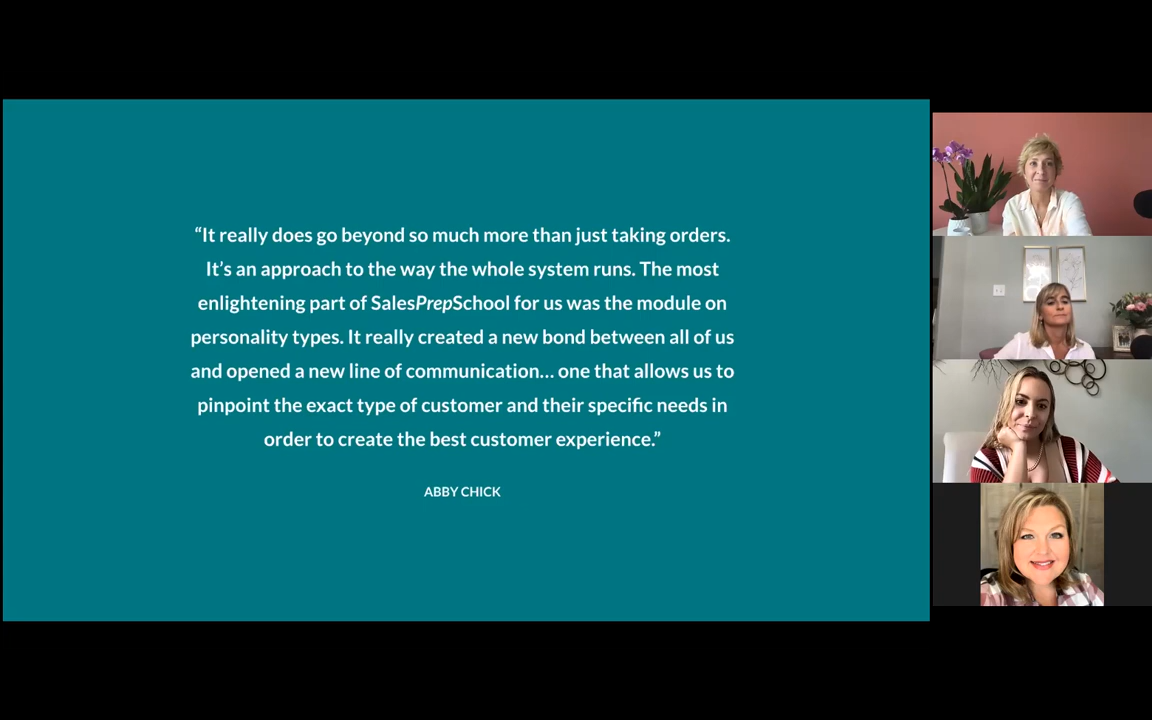 “It really does go beyond so much more than just taking orders.
It’s an approach to the way the whole system runs. The most
enlightening part of SalesPrepSchool for us was the module on
personality types. It really created a new bond between all of us
and opened a new line of communication... one that allows us to
pinpoint the exact type of customer and their specific needs in
order to create the best customer experience.”
ABBY CHICK